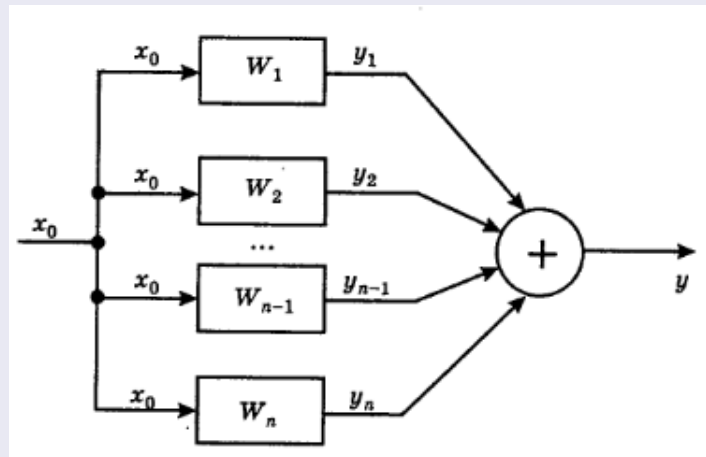 x₀ W₁ y₁
x₀ W₂ y₂
x₀ ...
x₀ Wₙ₋₁ yₙ₋₁ + y
x₀ Wₙ yₙ